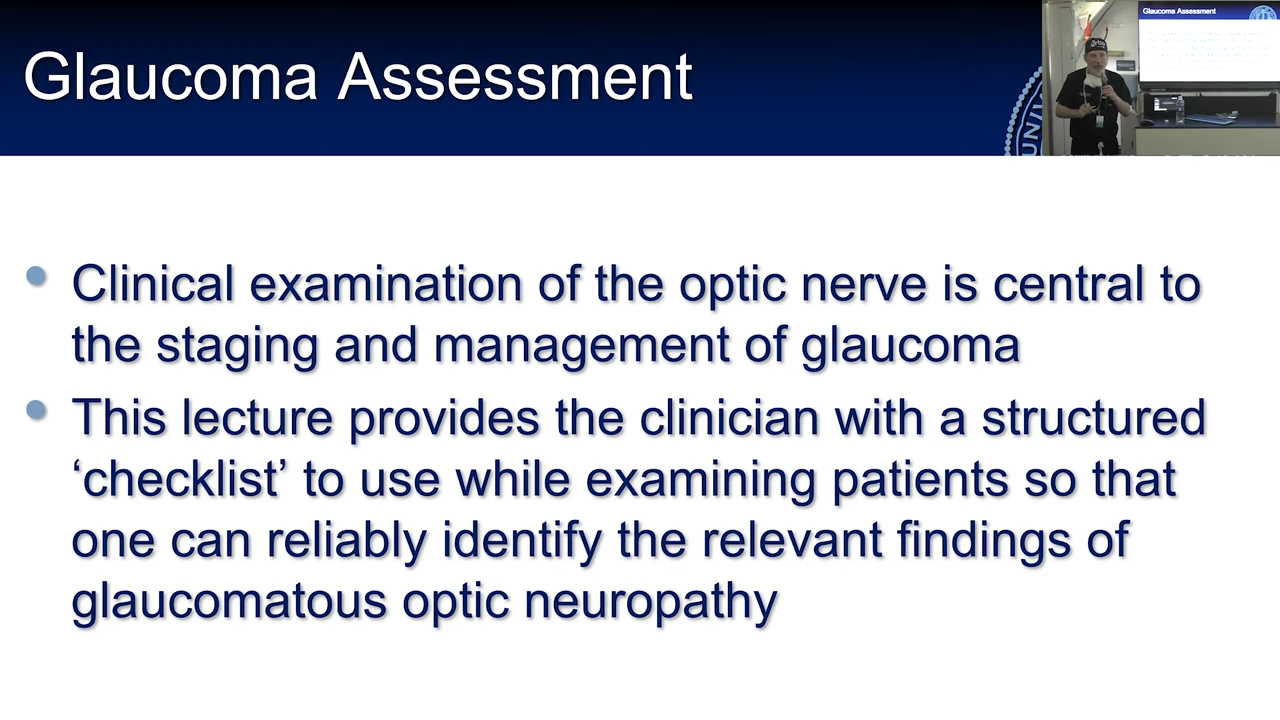 Glaucoma Assessment
Glaucoma Assessment
• Clinical examination of the optic nerve is central to
the staging and management of glaucoma
• This lecture provides the clinician with a structured
‘checklist’ to use while examining patients so that
one can reliably identify the relevant findings of
glaucomatous optic neuropathy